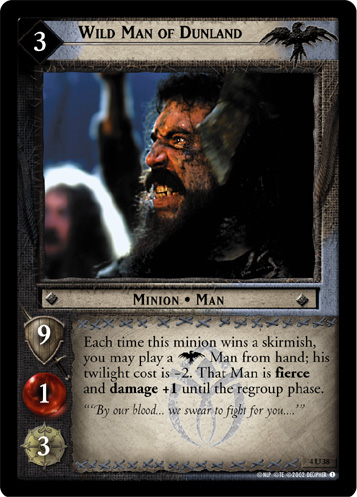 3
WILD MAN OF DUNLAND
MINION • MAN
9
Each time this minion wins a skirmish,
you may play a Man from hand; his
twilight cost is –2. That Man is fierce
and damage +1 until the regroup phase.
1
“‘By our blood... we swear to fight for you....’”
3
4 U 38